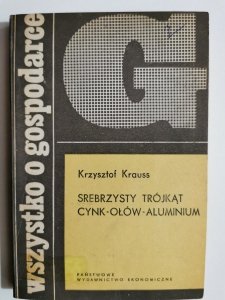 wszystko o gospodarce
G
Krzysztof Krauss
SREBRZYSTY TRÓJKĄT
CYNK-OŁÓW-ALUMINIUM
PAŃSTWOWE
WYDAWNICTWO EKONOMICZNE